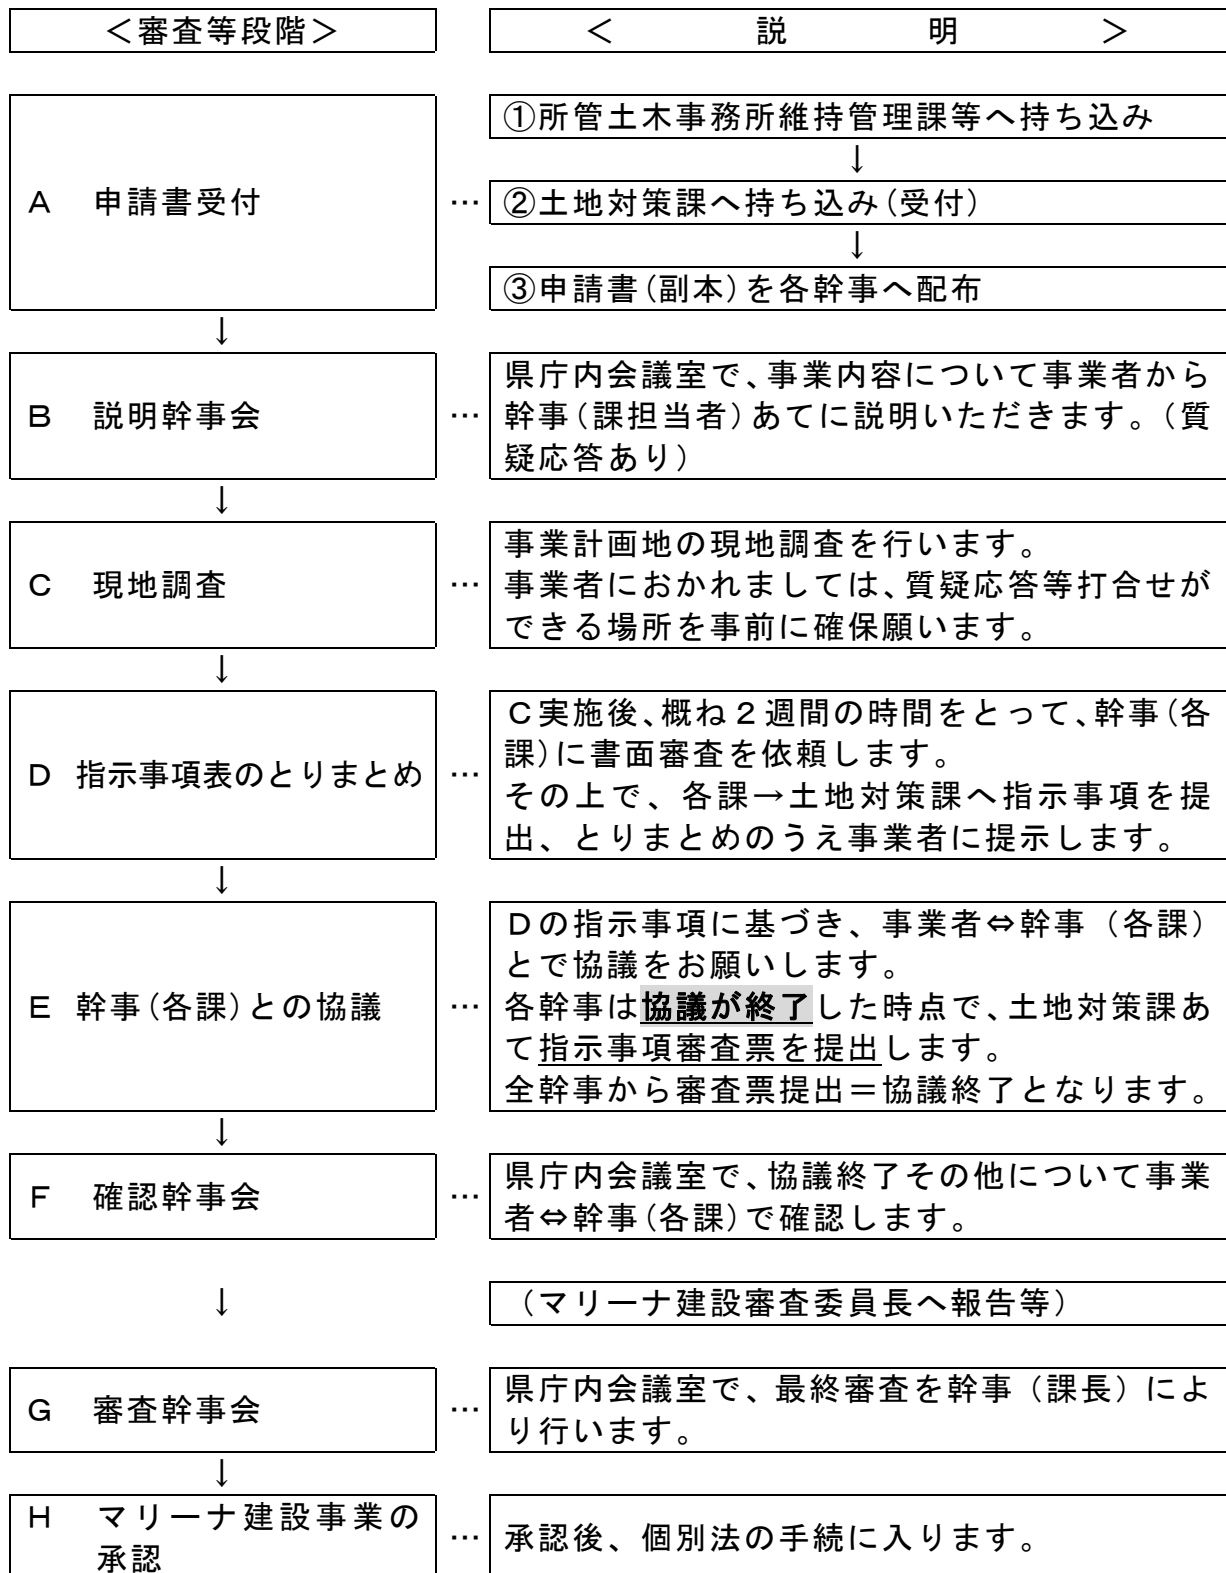 ＜審査等段階＞
＜　説　明　＞
Ａ　申請書受付
…
①所管土木事務所維持管理課等へ持ち込み
↓
②土地対策課へ持ち込み(受付)
↓
③申請書(副本)を各幹事へ配布
↓
Ｂ　説明幹事会
…
県庁内会議室で、事業内容について事業者から
幹事(課担当者)あてに説明いただきます。(質
疑応答あり)
↓
Ｃ　現地調査
…
事業計画地の現地調査を行います。
事業者におかれましては、質疑応答等打合せが
できる場所を事前に確保願います。
↓
Ｄ　指示事項表のとりまとめ
…
Ｃ実施後、概ね２週間の時間をとって、幹事(各
課)に書面審査を依頼します。
その上で、各課→土地対策課へ指示事項を提
出、とりまとめのうえ事業者に提示します。
↓
Ｅ　幹事(各課)との協議
…
Ｄの指示事項に基づき、事業者⇔幹事（各課）
とで協議をお願いします。
各幹事は協議が終了した時点で、土地対策課あ
て指示事項審査票を提出します。
全幹事から審査票提出＝協議終了となります。
↓
Ｆ　確認幹事会
…
県庁内会議室で、協議終了その他について事業
者⇔幹事(各課)で確認します。
↓
（マリーナ建設審査委員長へ報告等）
Ｇ　審査幹事会
…
県庁内会議室で、最終審査を幹事（課長）によ
り行います。
↓
Ｈ　マリーナ建設事業の
承認
…
承認後、個別法の手続に入ります。